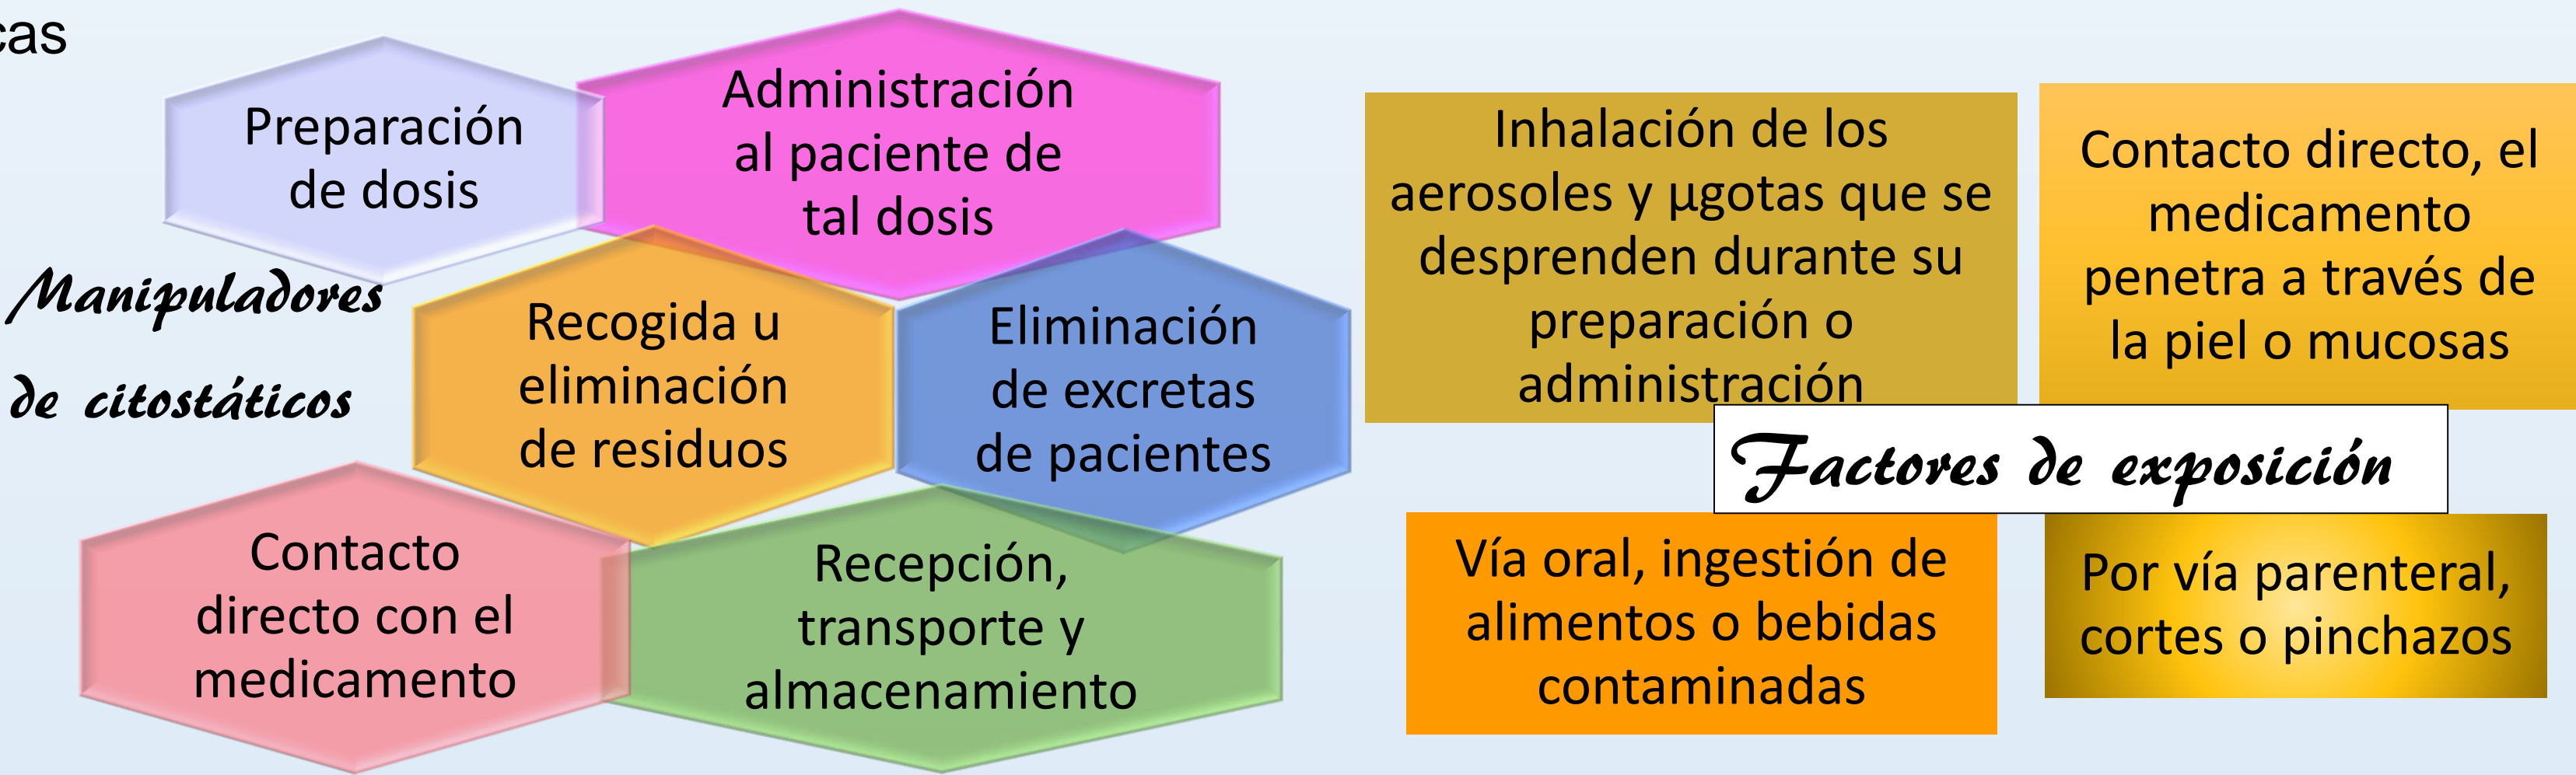 Preparación
de dosis
Administración
al paciente de
tal dosis
Manipuladores
de citostáticos
Recogida u
eliminación
de residuos
Eliminación
de excretas
de pacientes
Contacto
directo con el
medicamento
Recepción,
transporte y
almacenamiento
Inhalación de los
aerosoles y µgotas que se
desprenden durante su
preparación o
administración
Contacto directo, el
medicamento
penetra a través de
la piel o mucosas
Factores de exposición
Vía oral, ingestión de
alimentos o bebidas
contaminadas
Por vía parenteral,
cortes o pinchazos